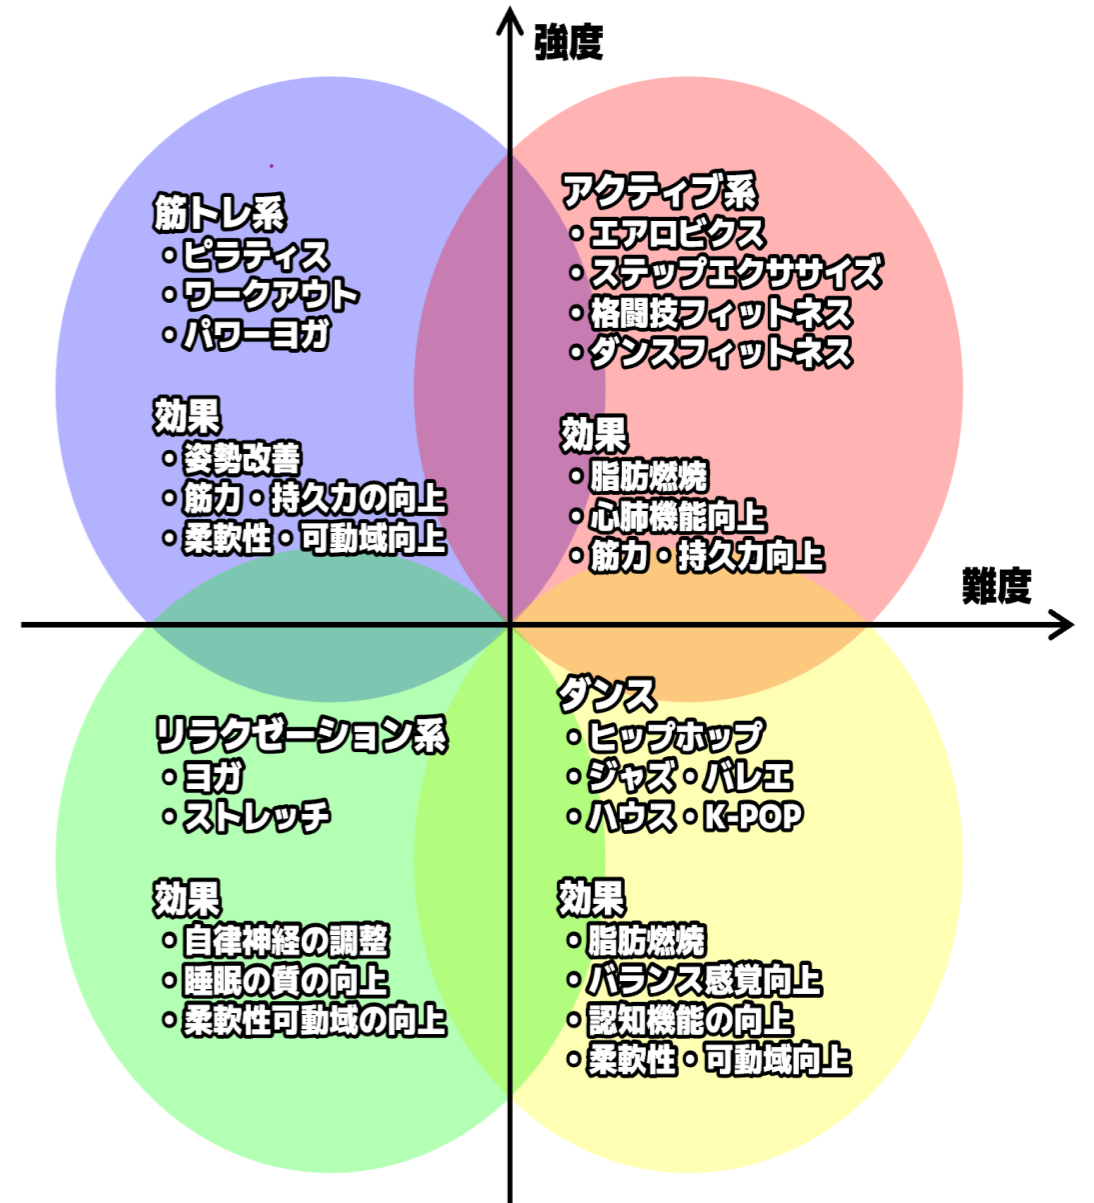 強度
筋トレ系
・ピラティス
・ワークアウト
・パワーヨガ
効果
・姿勢改善
・筋力・持久力の向上
・柔軟性・可動域向上
アクティブ系
・エアロビクス
・ステップエクササイズ
・格闘技フィットネス
・ダンスフィットネス
効果
・脂肪燃焼
・心肺機能向上
・筋力・持久力向上
難度
リラクゼーション系
・ヨガ
・ストレッチ
効果
・自律神経の調整
・睡眠の質の向上
・柔軟性可動域の向上
ダンス
・ヒップホップ
・ジャズ・バレエ
・ハウス・K-POP
効果
・脂肪燃焼
・バランス感覚向上
・認知機能の向上
・柔軟性・可動域向上